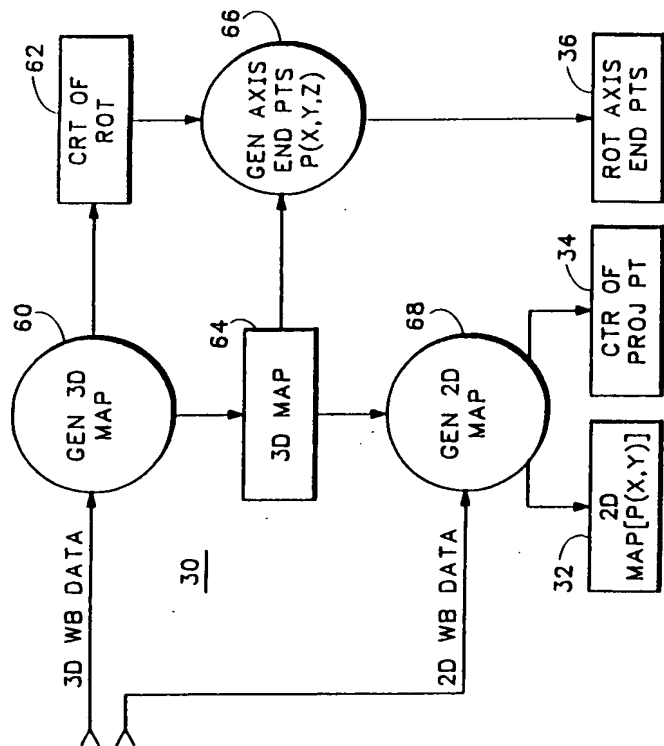 3D WB DATA
60
GEN 3D
MAP
62
CRT OF
ROT
30
64
3D MAP
66
GEN AXIS
END PTS
P(X,Y,Z)
2D WB DATA
68
GEN 2D
MAP
32
2D
MAP[P(X,Y)]
34
CTR OF
PROJ PT
36
ROT AXIS
END PTS